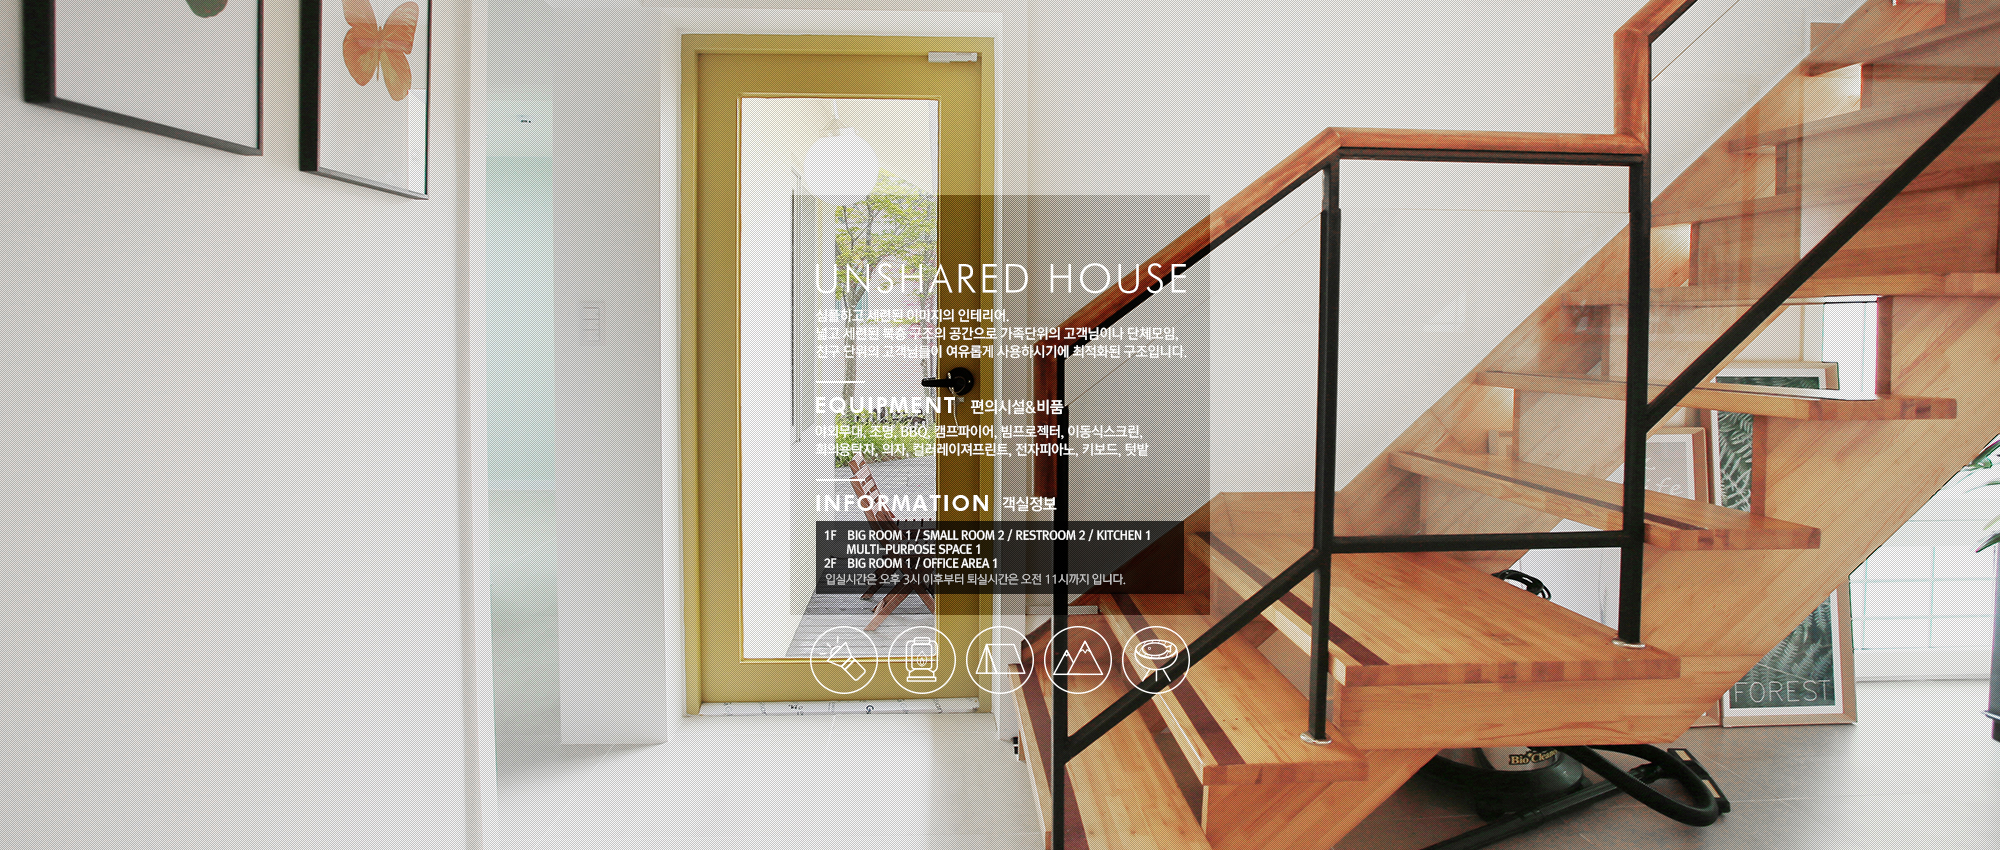 UNSHARED HOUSE
심플하고 세련된 이미지의 인테리어,
넓고 세련된 복층 구조의 공간으로 가족단위의 고객님이나 단체모임,
친구 단위의 고객님들이 여유롭게 사용하시기에 최적화된 구조입니다.
EQUIPMENT 편의시설&비품
야외무대, 조명, BBQ, 캠프파이어, 빔프로젝터, 이동식스크린,
회의용탁자, 의자, 컬러레이져프린트, 전자피아노, 키보드, 텃밭
INFORMATION 객실정보
1F BIG ROOM 1 / SMALL ROOM 2 / RESTROOM 2 / KITCHEN 1
MULTI-PURPOSE SPACE 1
2F BIG ROOM 1 / OFFICE AREA 1
입실시간은 오후 3시 이후부터 퇴실시간은 오전 11시까지 입니다.
life
FOREST
Bio Clean